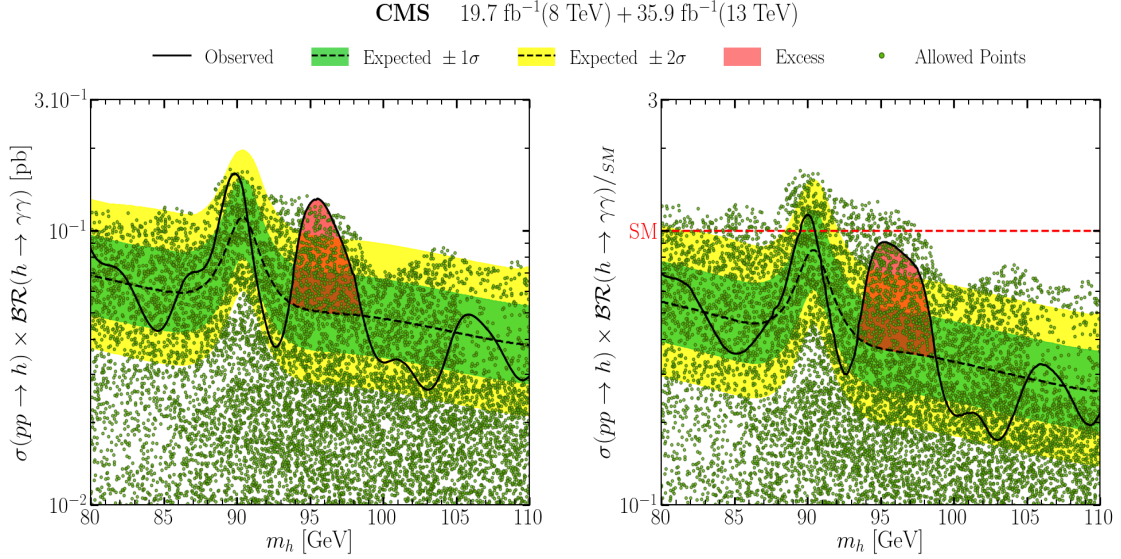 CMS 19.7 fb⁻¹(8 TeV) + 35.9 fb⁻¹(13 TeV)
Observed Expected ± 1σ Expected ± 2σ Excess Allowed Points
σ(pp → h) × BR(h → γγ) [pb]
3.10⁻¹
10⁻¹
10⁻²
80 85 90 95 100 105 110
m_h [GeV]
σ(pp → h) × BR(h → γγ)/SM
3
SM
10⁻¹
80 85 90 95 100 105 110
m_h [GeV]